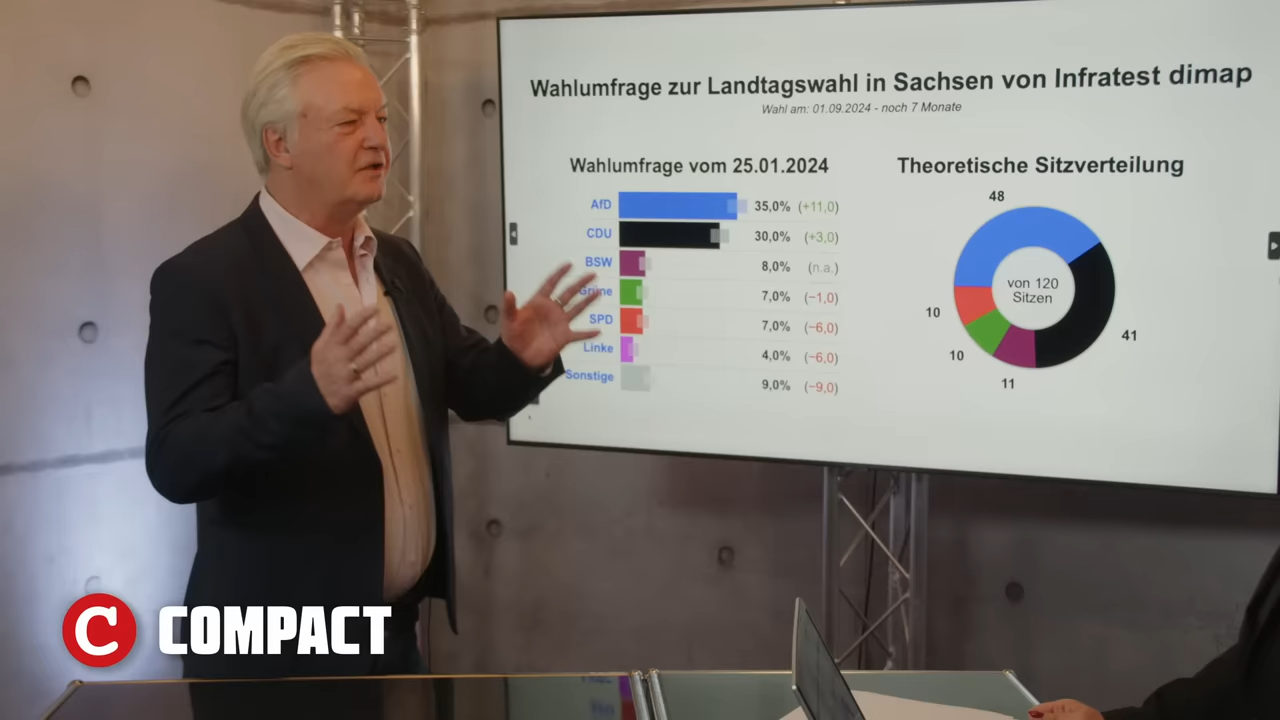 Wahlumfrage zur Landtagswahl in Sachsen von Infratest dimap
Wahl am: 01.09.2024 - noch 7 Monate
Wahlumfrage vom 25.01.2024
AfD 35,0% (+11,0)
CDU 30,0% (+3,0)
BSW 8,0% (n.a.)
Grüne 7,0% (−1,0)
SPD 7,0% (−6,0)
Linke 4,0% (−6,0)
Sonstige 9,0% (−9,0)
Theoretische Sitzverteilung
48
von 120
Sitzen
10
41
10
11
C COMPACT